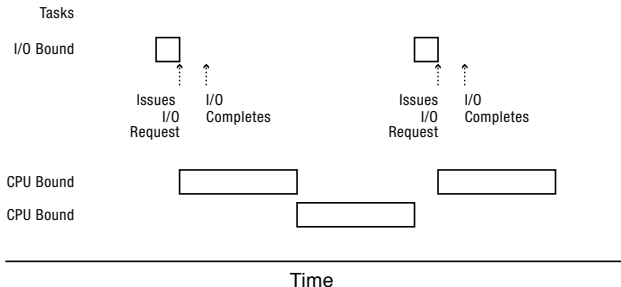 Tasks
I/O Bound
Issues I/O
I/O Completes
Request
Issues I/O
I/O Completes
Request
CPU Bound
CPU Bound
Time